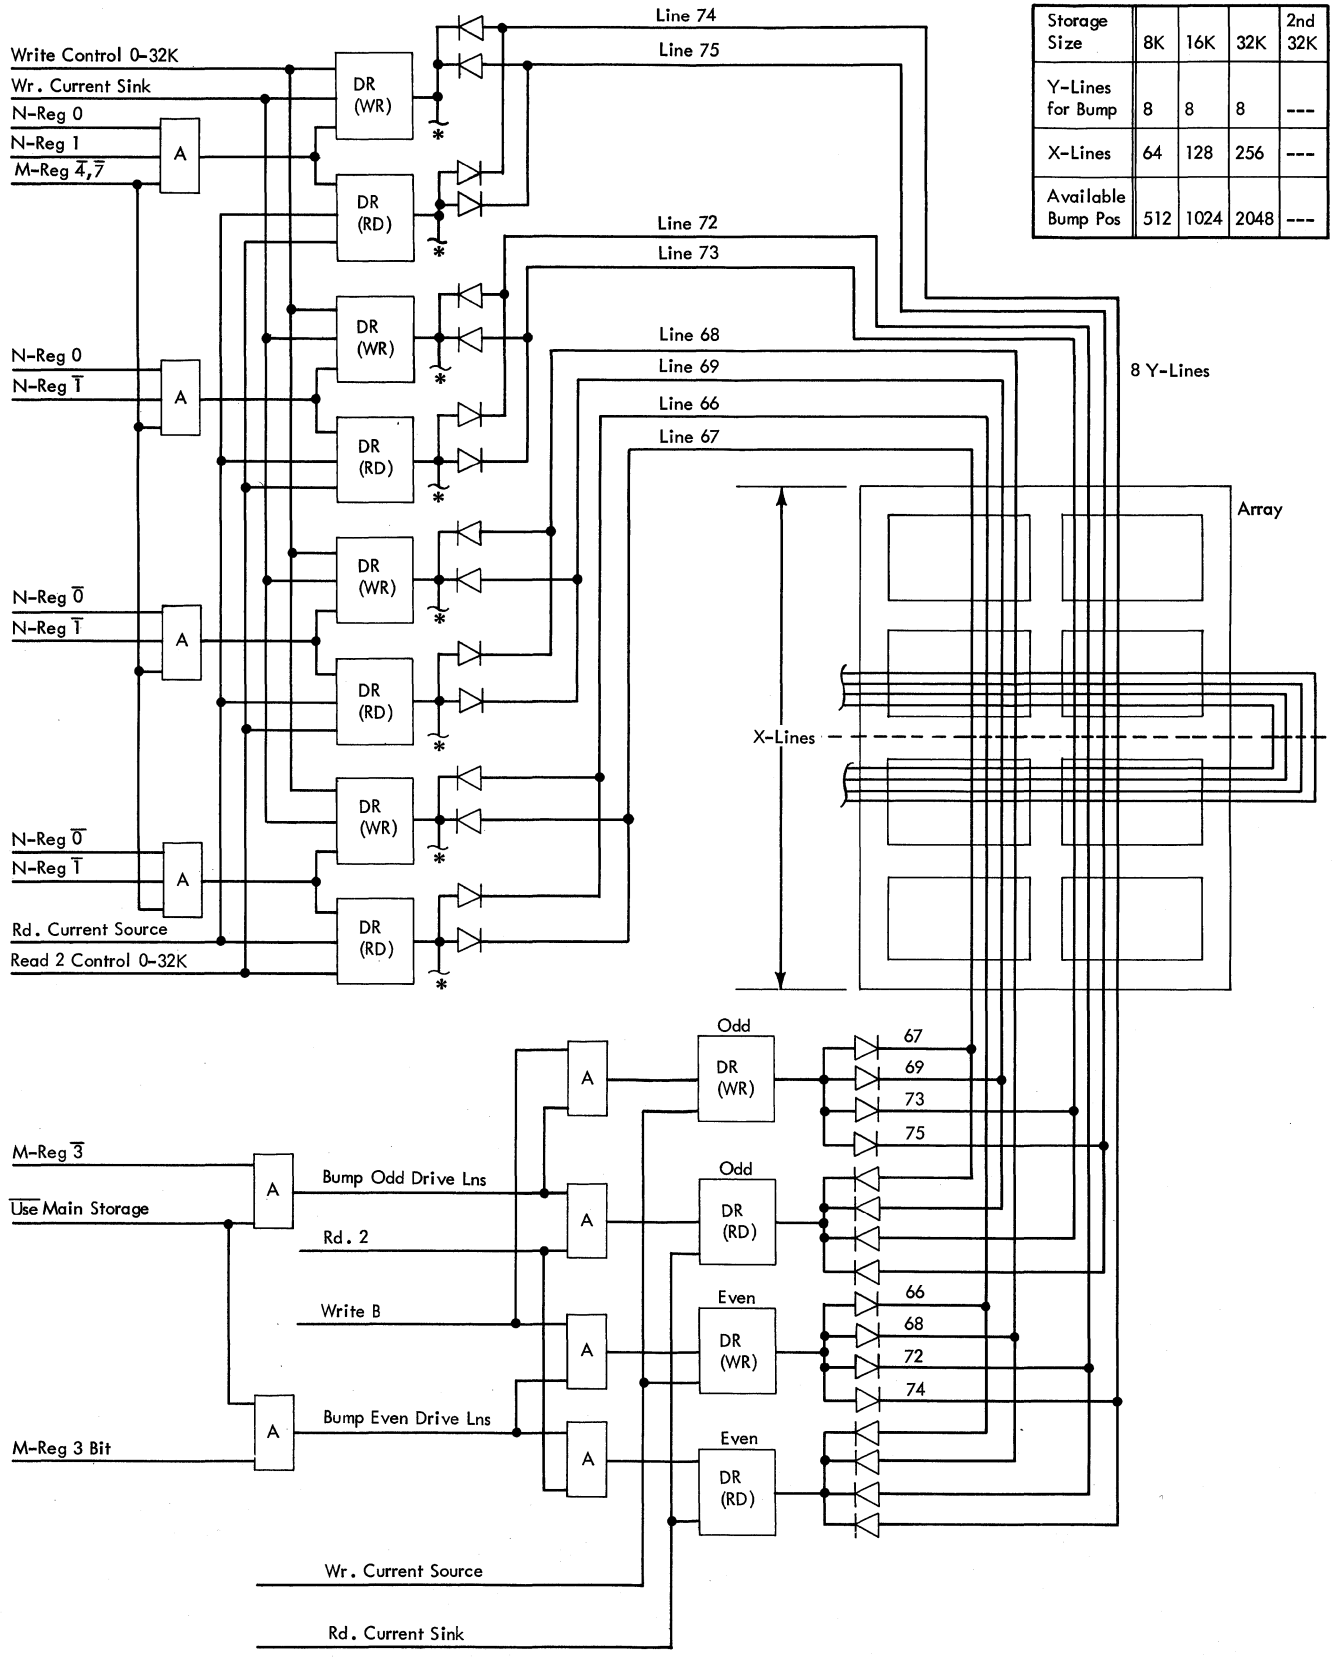 Line 74
Line 75
Write Control 0-32K
Wr. Current Sink
N-Reg 0
N-Reg 1
M-Reg 4̅,7̅
A
DR
(WR)
*
DR
(RD)
*
Storage Size 8K 16K 32K 2nd 32K
Y-Lines for Bump 8 8 8 ---
X-Lines 64 128 256 ---
Available Bump Pos 512 1024 2048 ---
Line 72
Line 73
Line 68
Line 69
Line 66
Line 67
8 Y-Lines
N-Reg 0
N-Reg 1̅
A
DR
(WR)
*
DR
(RD)
*
Array
N-Reg 0̅
N-Reg 1̅
A
DR
(WR)
*
DR
(RD)
*
X-Lines
N-Reg 0̅
N-Reg 1̅
A
DR
(WR)
*
DR
(RD)
*
Rd. Current Source
Read 2 Control 0-32K
Odd
A
DR
(WR)
67
69
73
75
M-Reg 3̅
U̅s̅e̅ Main Storage
A
Bump Odd Drive Lns
Rd. 2
A
Odd
DR
(RD)
Write B
A
Even
DR
(WR)
66
68
72
74
M-Reg 3 Bit
A
Bump Even Drive Lns
A
Even
DR
(RD)
Wr. Current Source
Rd. Current Sink